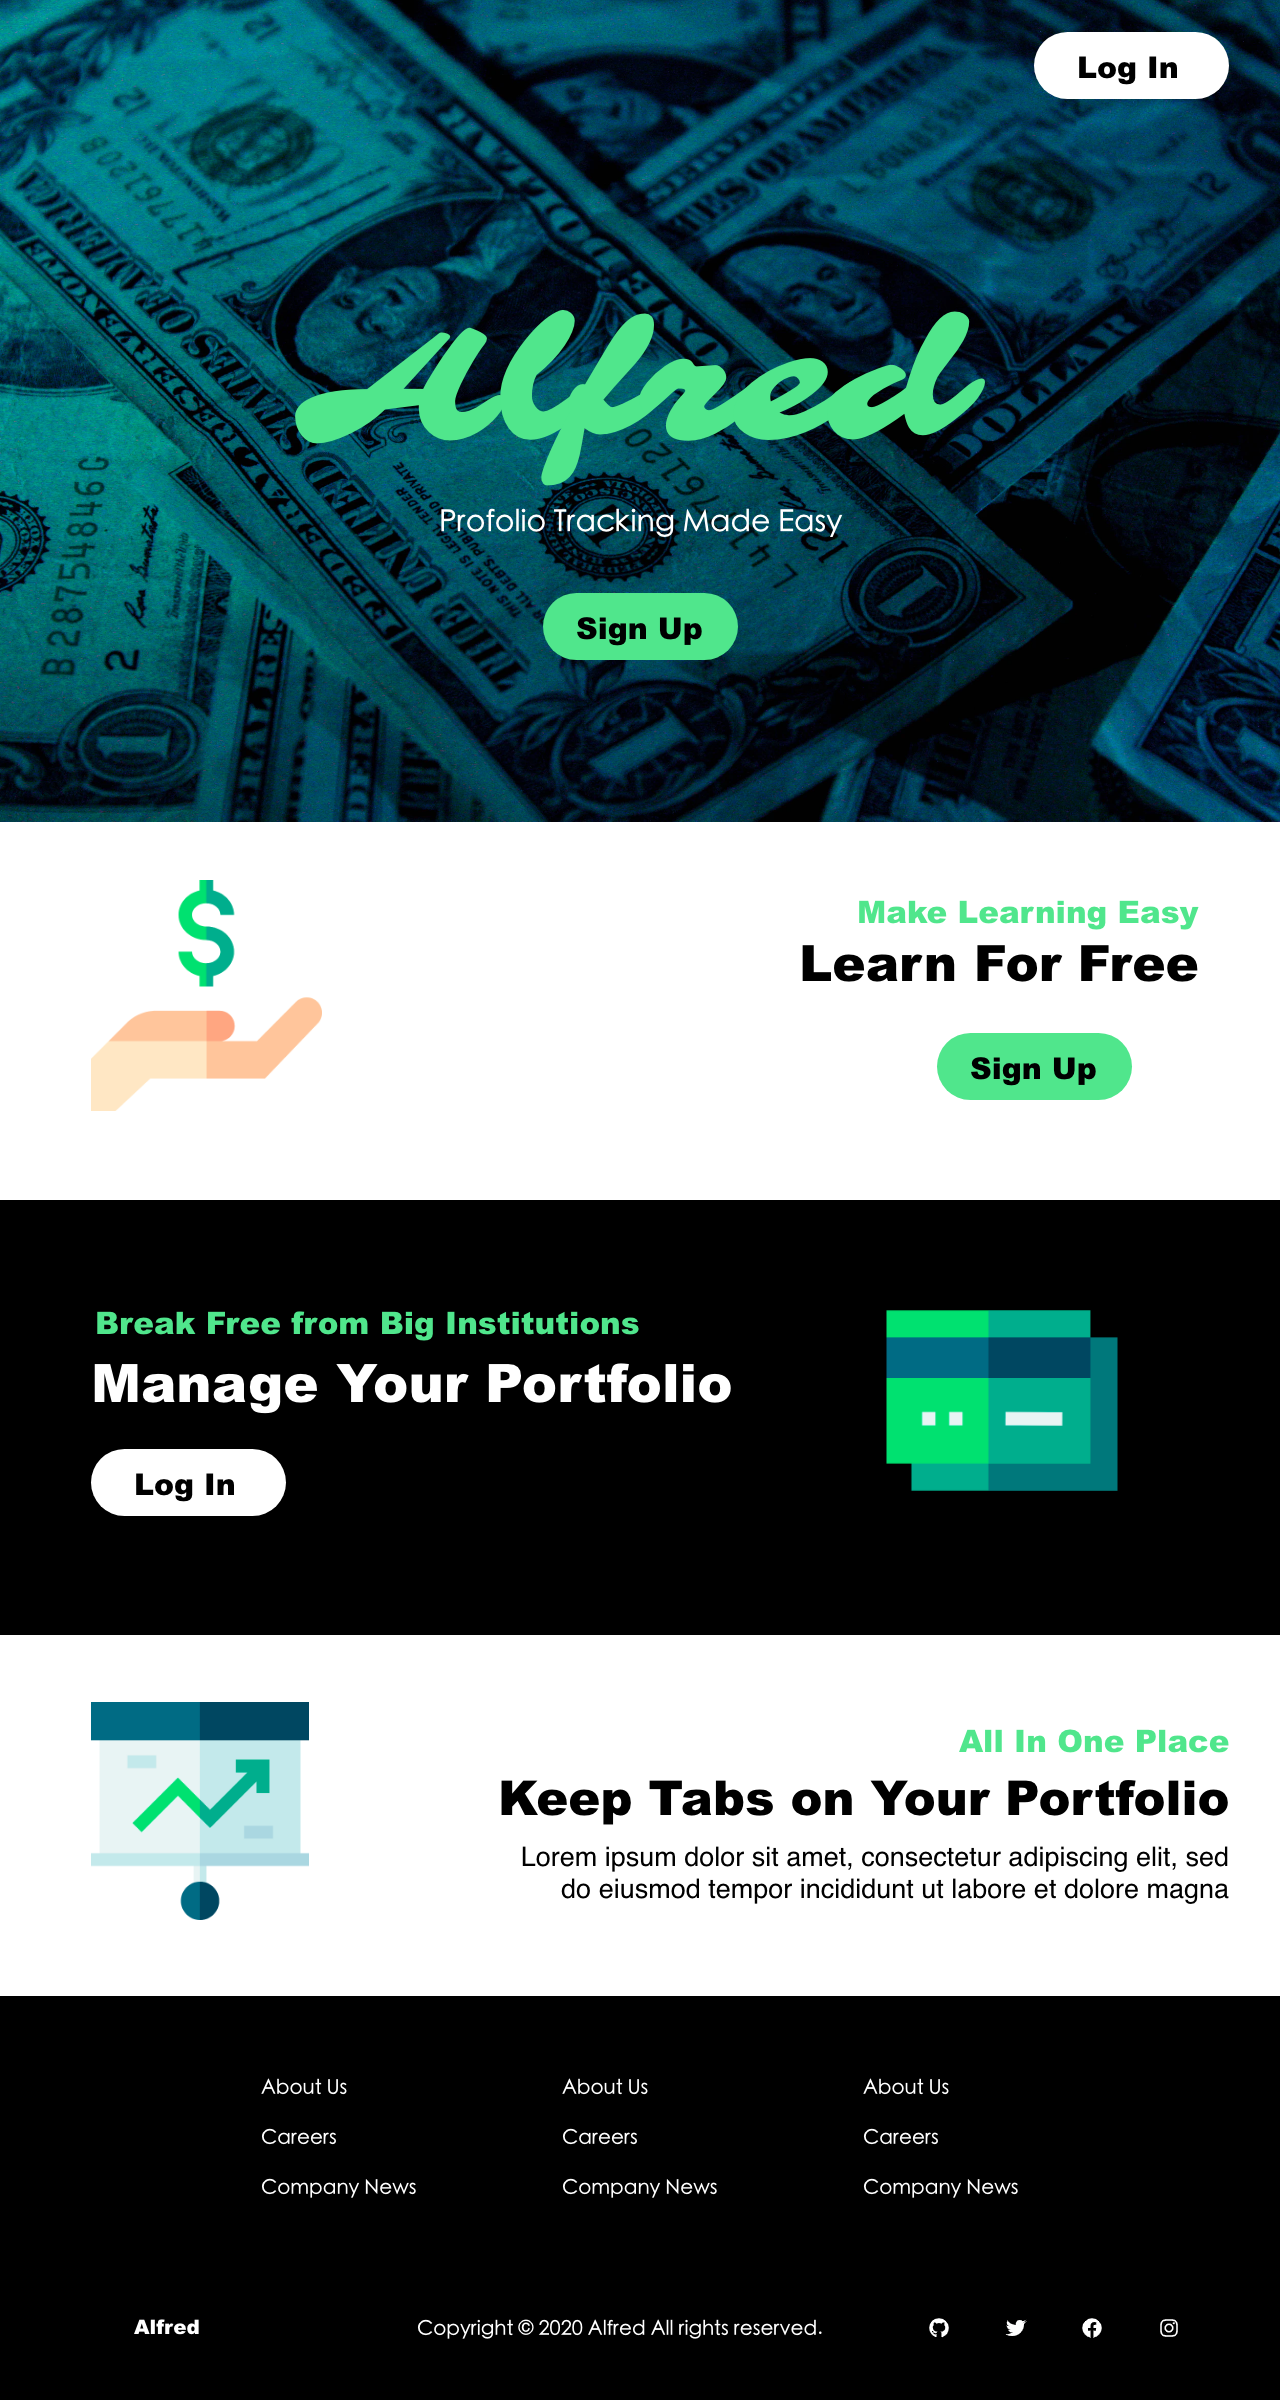 Log In
Alfred
Profolio Tracking Made Easy
Sign Up
Make Learning Easy
Learn For Free
Sign Up
Break Free from Big Institutions
Manage Your Portfolio
Log In
All In One Place
Keep Tabs on Your Portfolio
Lorem ipsum dolor sit amet, consectetur adipiscing elit, sed
do eiusmod tempor incididunt ut labore et dolore magna
About Us About Us About Us
Careers Careers Careers
Company News Company News Company News
Alfred Copyright © 2020 Alfred All rights reserved.